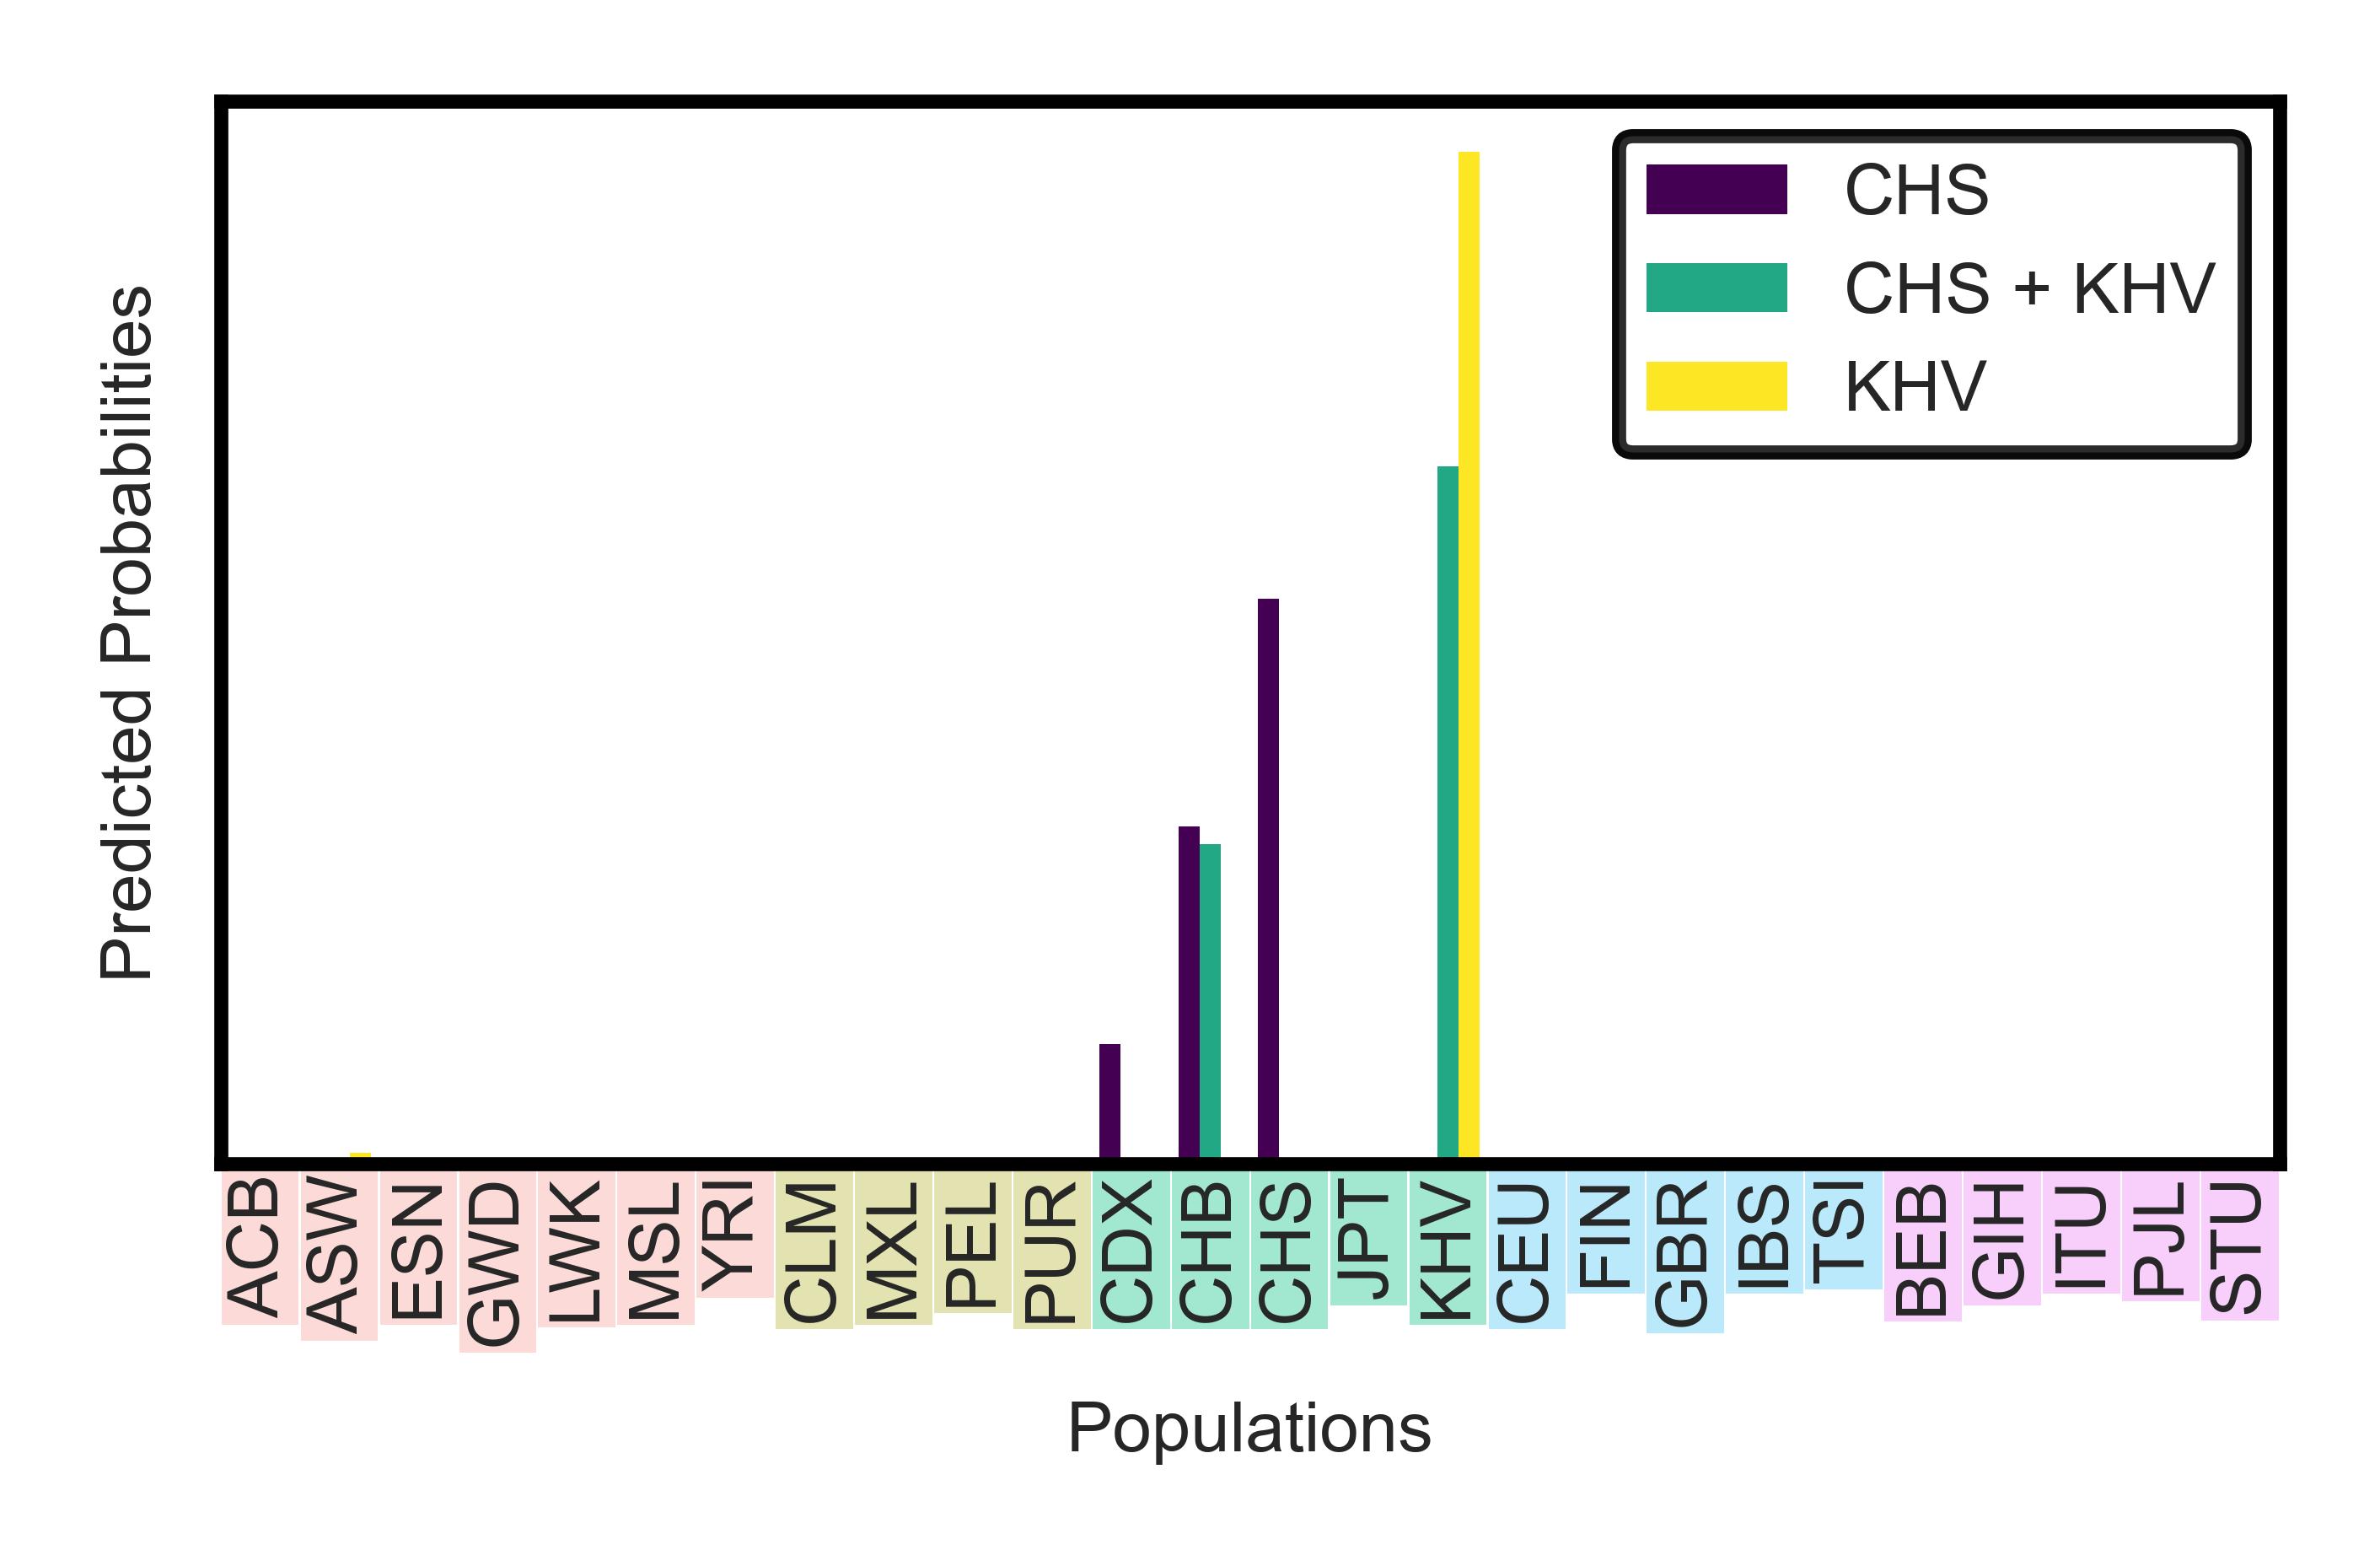 Predicted Probabilities
CHS
CHS + KHV
KHV
ACB
ASW
ESN
GWD
LWK
MSL
YRI
CLM
MXL
PEL
PUR
CDX
CHB
CHS
JPT
KHV
CEU
FIN
GBR
IBS
TSI
BEB
GIH
ITU
PJL
STU
Populations